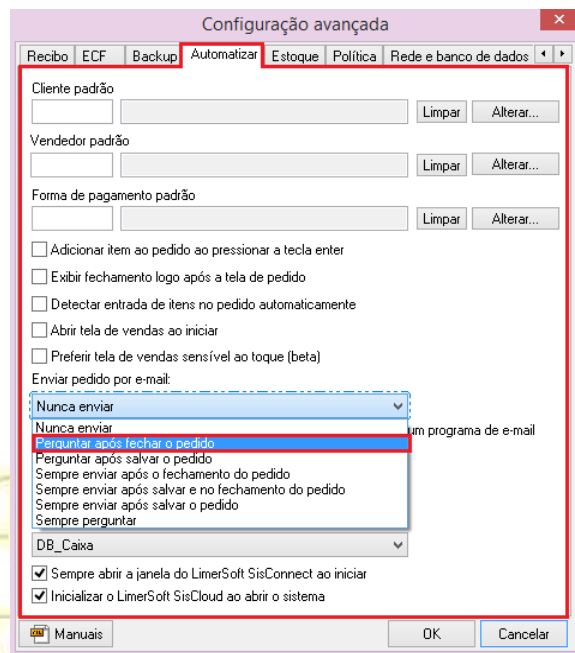 Configuração avançada
Recibo ECF Backup Automatizar Estoque Política Rede e banco de dados
Cliente padrão
Limpar Alterar...
Vendedor padrão
Limpar Alterar...
Forma de pagamento padrão
Limpar Alterar...
Adicionar item ao pedido ao pressionar a tecla enter
Exibir fechamento logo após a tela de pedido
Detectar entrada de itens no pedido automaticamente
Abrir tela de vendas ao iniciar
Preferir tela de vendas sensível ao toque (beta)
Enviar pedido por e-mail:
Nunca enviar
Nunca enviar um programa de e-mail
Perguntar após fechar o pedido
Perguntar após salvar o pedido
Sempre enviar após o fechamento do pedido
Sempre enviar após salvar e no fechamento do pedido
Sempre enviar após salvar o pedido
Sempre perguntar
DB_Caixa
Sempre abrir a janela do LimerSoft SisConnect ao iniciar
Inicializar o LimerSoft SisCloud ao abrir o sistema
Manuais OK Cancelar